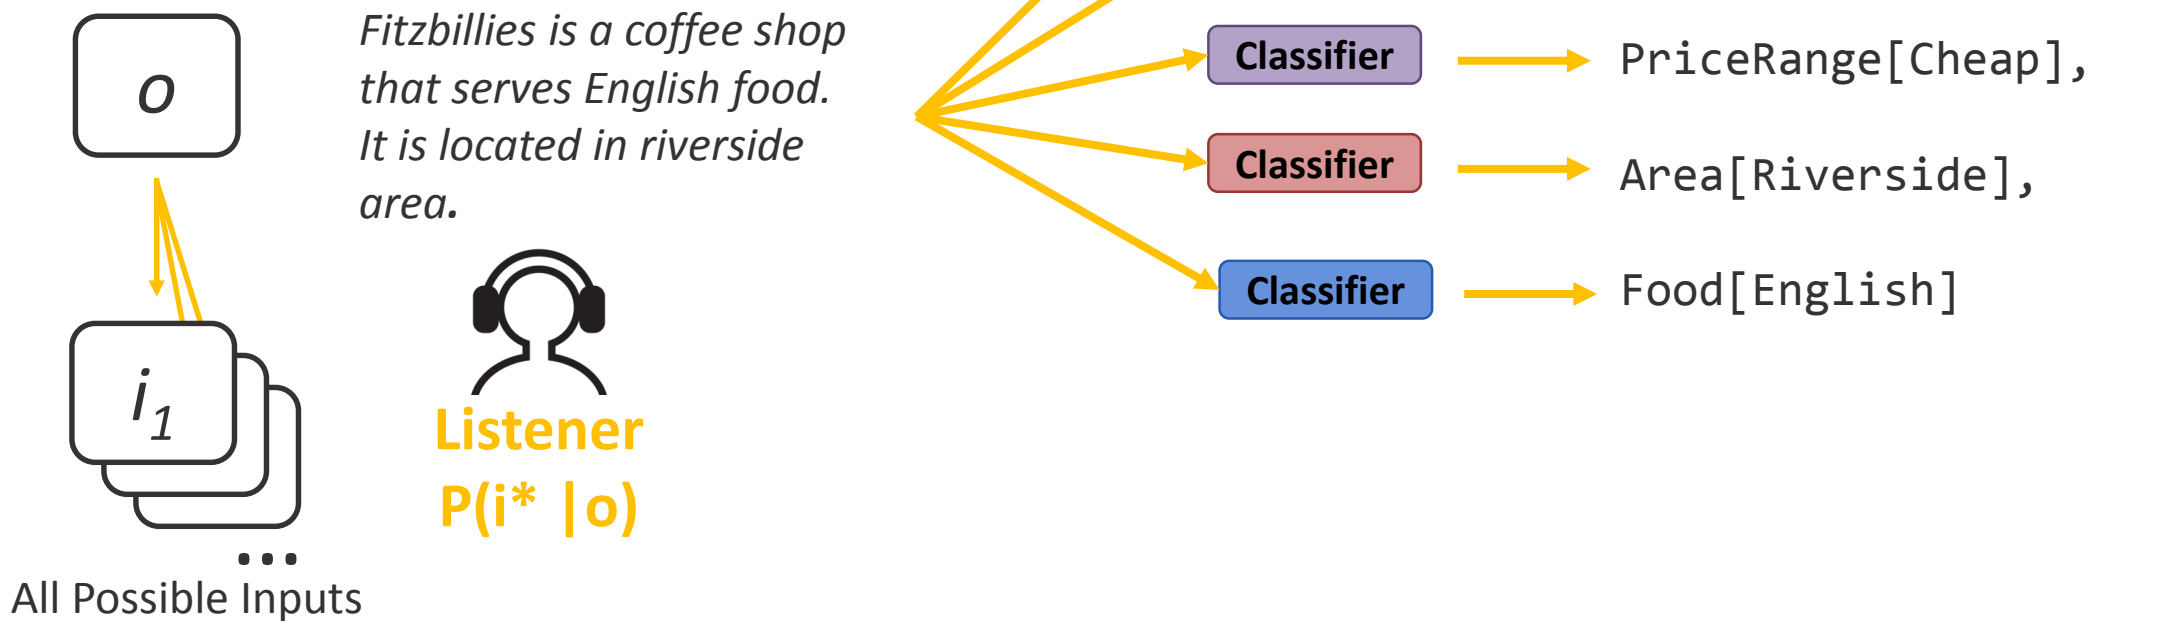 o
Fitzbillies is a coffee shop
that serves English food.
It is located in riverside
area.
i1
Listener
P(i* |o)
...
All Possible Inputs
Classifier
PriceRange[Cheap],
Classifier
Area[Riverside],
Classifier
Food[English]